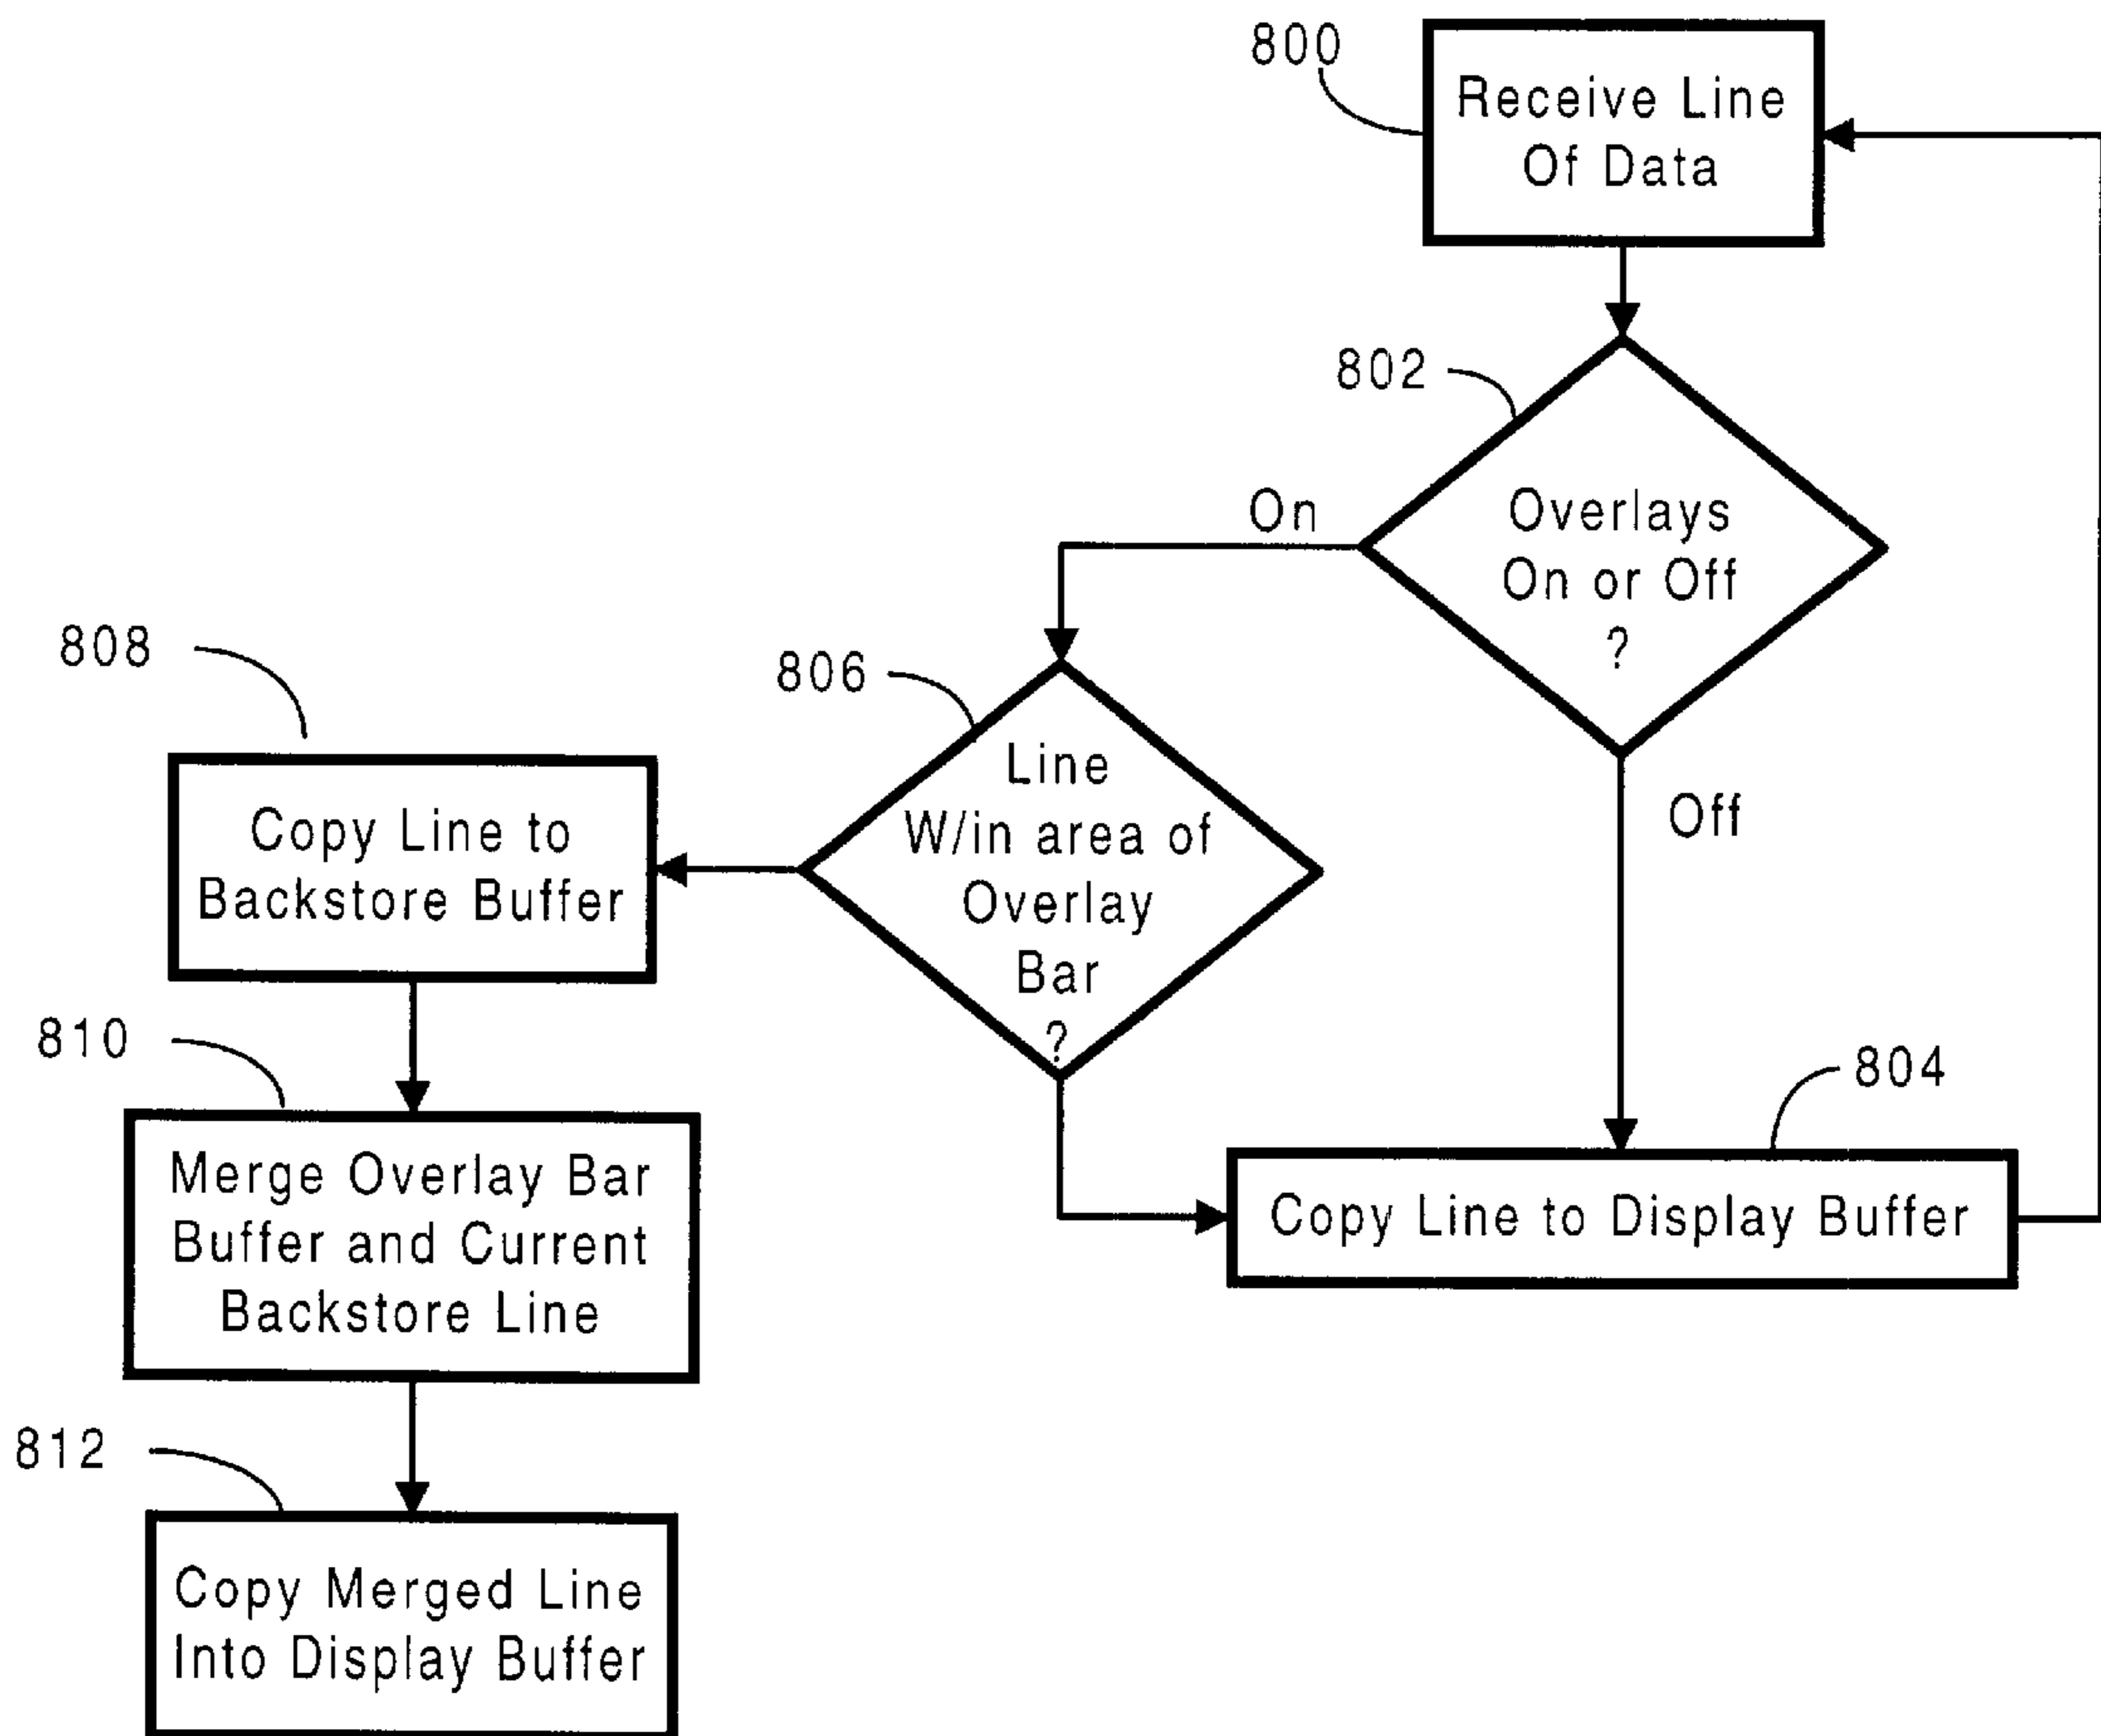 800
Receive Line
Of Data
802
On
Overlays
On or Off
?
808
806
Line
W/in area of
Overlay
Bar
?
Off
Copy Line to
Backstore Buffer
810
804
Merge Overlay Bar
Buffer and Current
Backstore Line
Copy Line to Display Buffer
812
Copy Merged Line
Into Display Buffer